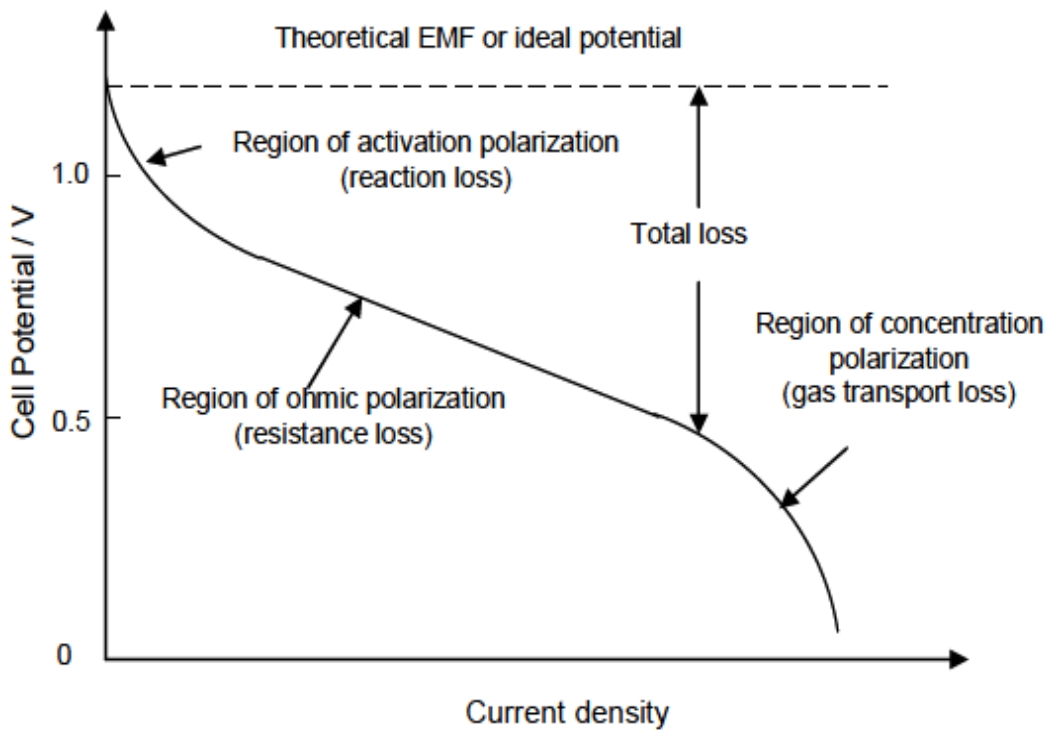 Theoretical EMF or ideal potential
Region of activation polarization
(reaction loss)
1.0
Total loss
Cell Potential / V
Region of concentration
polarization
(gas transport loss)
Region of ohmic polarization
(resistance loss)
0.5
0
Current density